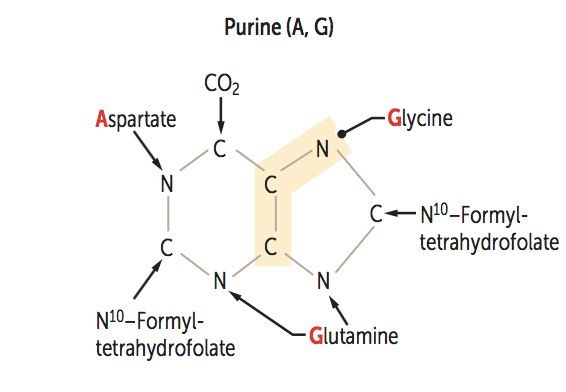 Purine (A, G)
CO₂
Aspartate
Glycine
C
N
N
C
C
N¹⁰–Formyl-
tetrahydrofolate
C
C
N
N
N¹⁰–Formyl-
tetrahydrofolate
Glutamine